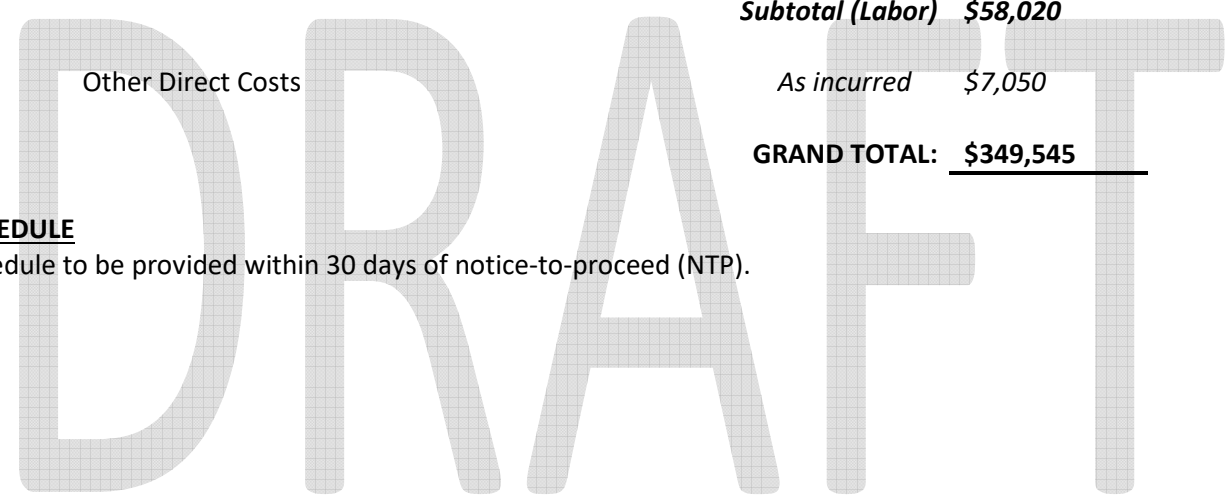 Subtotal (Labor) $58,020
Other Direct Costs As incurred $7,050
GRAND TOTAL: $349,545
EDULE
edule to be provided within 30 days of notice-to-proceed (NTP).
DRAFT